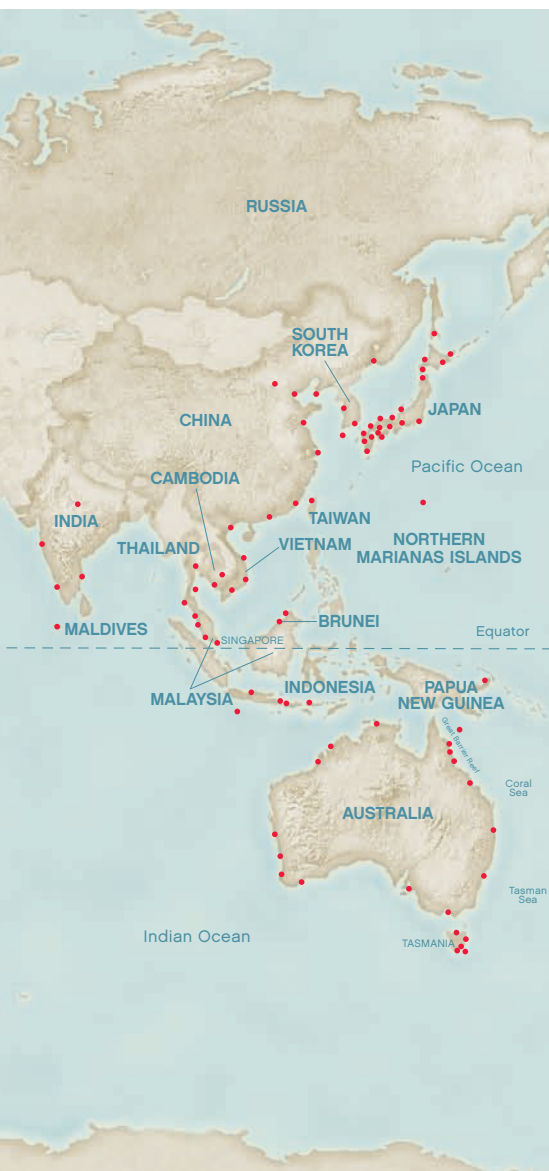 RUSSIA
SOUTH
KOREA
JAPAN
CHINA
Pacific Ocean
CAMBODIA
TAIWAN
INDIA
NORTHERN
MARIANAS ISLANDS
THAILAND
VIETNAM
BRUNEI
MALDIVES
Equator
SINGAPORE
MALAYSIA
INDONESIA
PAPUA
NEW GUINEA
Great Barrier Reef
Coral
Sea
AUSTRALIA
Tasman
Sea
Indian Ocean
TASMANIA